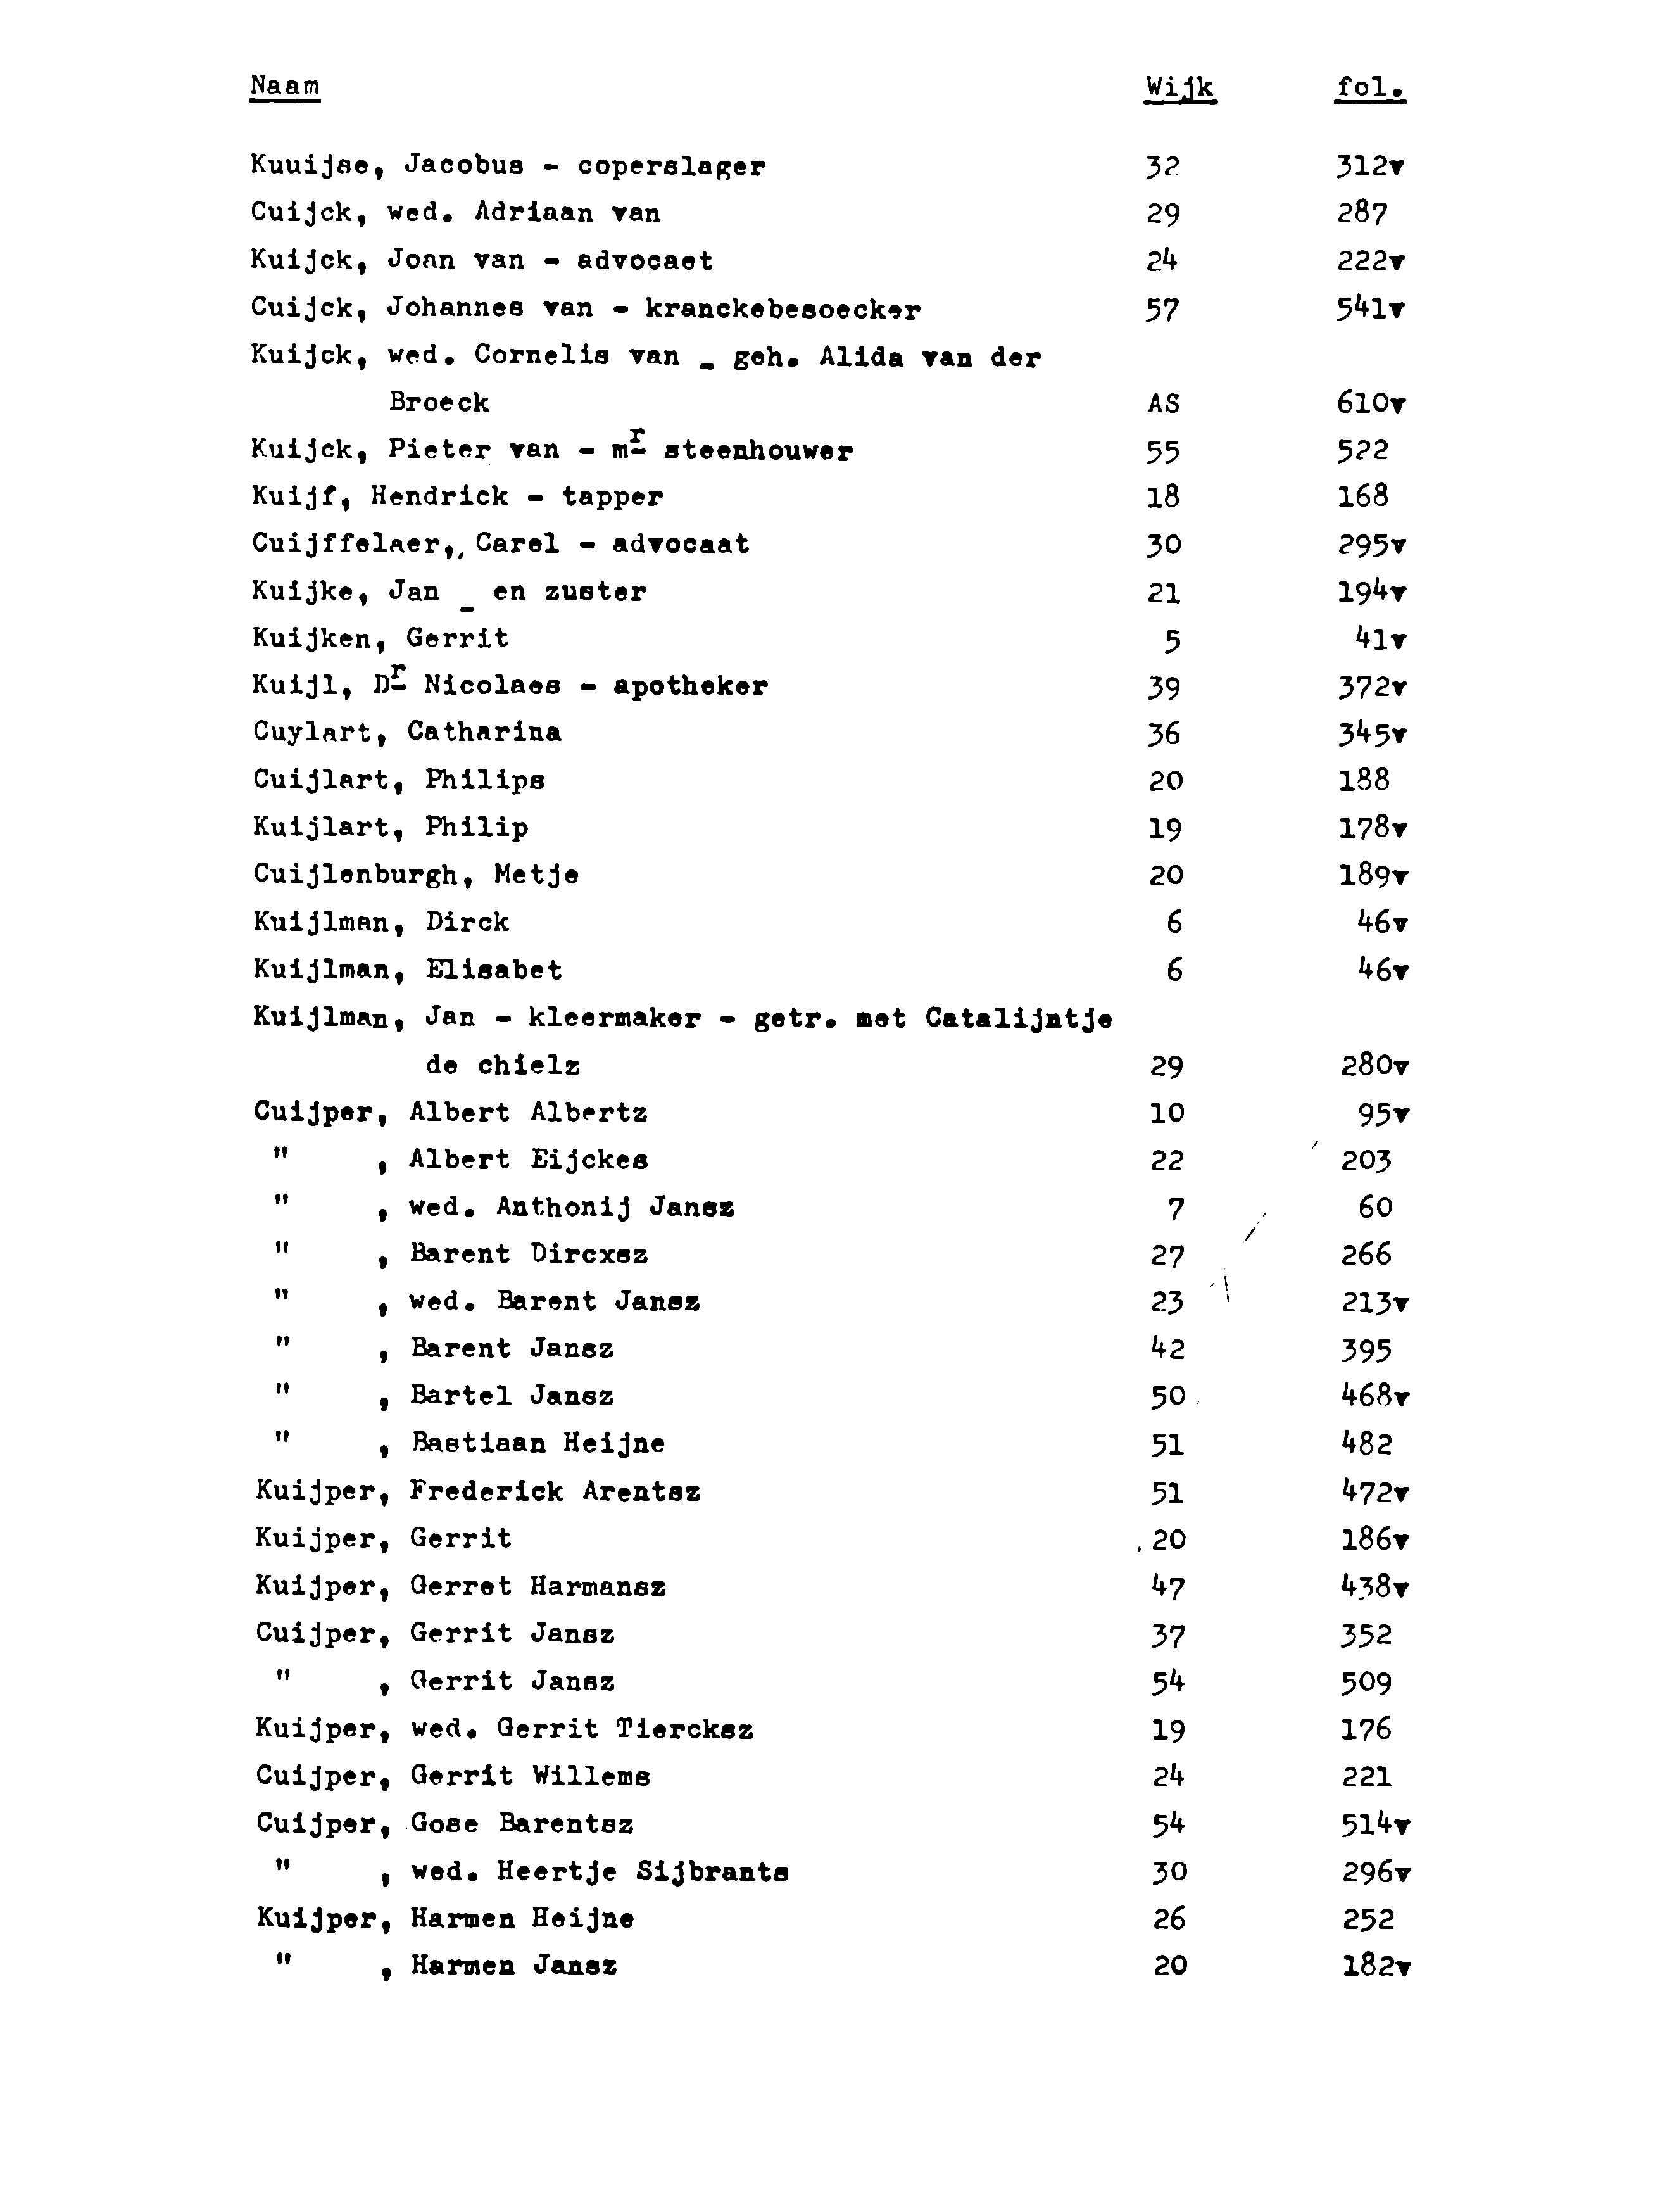 Naam Wijk fol.
Kuuijse, Jacobus - coperslager 32 312v
Cuijck, wed. Adriaan van 29 287
Kuijck, Joan van - advocaet 24 222v
Cuijck, Johannes van - kranckebesoecker 57 541v
Kuijck, wed. Cornelis van _ geh. Alida van der
Broeck AS 610v
Kuijck, Pieter van - mr steenhouwer 55 522
Kuijf, Hendrick - tapper 18 168
Cuijffelaer,, Carel - advocaat 30 295v
Kuijke, Jan _ en zuster 21 194v
Kuijken, Gerrit 5 41v
Kuijl, Dr Nicolaes - apotheker 39 372v
Cuylart, Catharina 36 345v
Cuijlart, Philips 20 188
Kuijlart, Philip 19 178v
Cuijlenburgh, Metje 20 189v
Kuijlman, Dirck 6 46v
Kuijlman, Elisabet 6 46v
Kuijlman, Jan - kleermaker - getr. met Catalijntje
de chielz 29 280v
Cuijper, Albert Albertz 10 95v
" , Albert Eijckes 22 203
" , wed. Anthonij Jansz 7 60
" , Barent Dircxsz 27 266
" , wed. Barent Jansz 23 213v
" , Barent Jansz 42 395
" , Bartel Jansz 50 468v
" , Bastiaan Heijne 51 482
Kuijper, Frederick Arentsz 51 472v
Kuijper, Gerrit 20 186v
Kuijper, Gerret Harmansz 47 438v
Cuijper, Gerrit Jansz 37 352
" , Gerrit Jansz 54 509
Kuijper, wed. Gerrit Tiercksz 19 176
Cuijper, Gerrit Willems 24 221
Cuijper, Gose Barentsz 54 514v
" , wed. Heertje Sijbrants 30 296v
Kuijper, Harmen Heijne 26 252
" , Harmen Jansz 20 182v